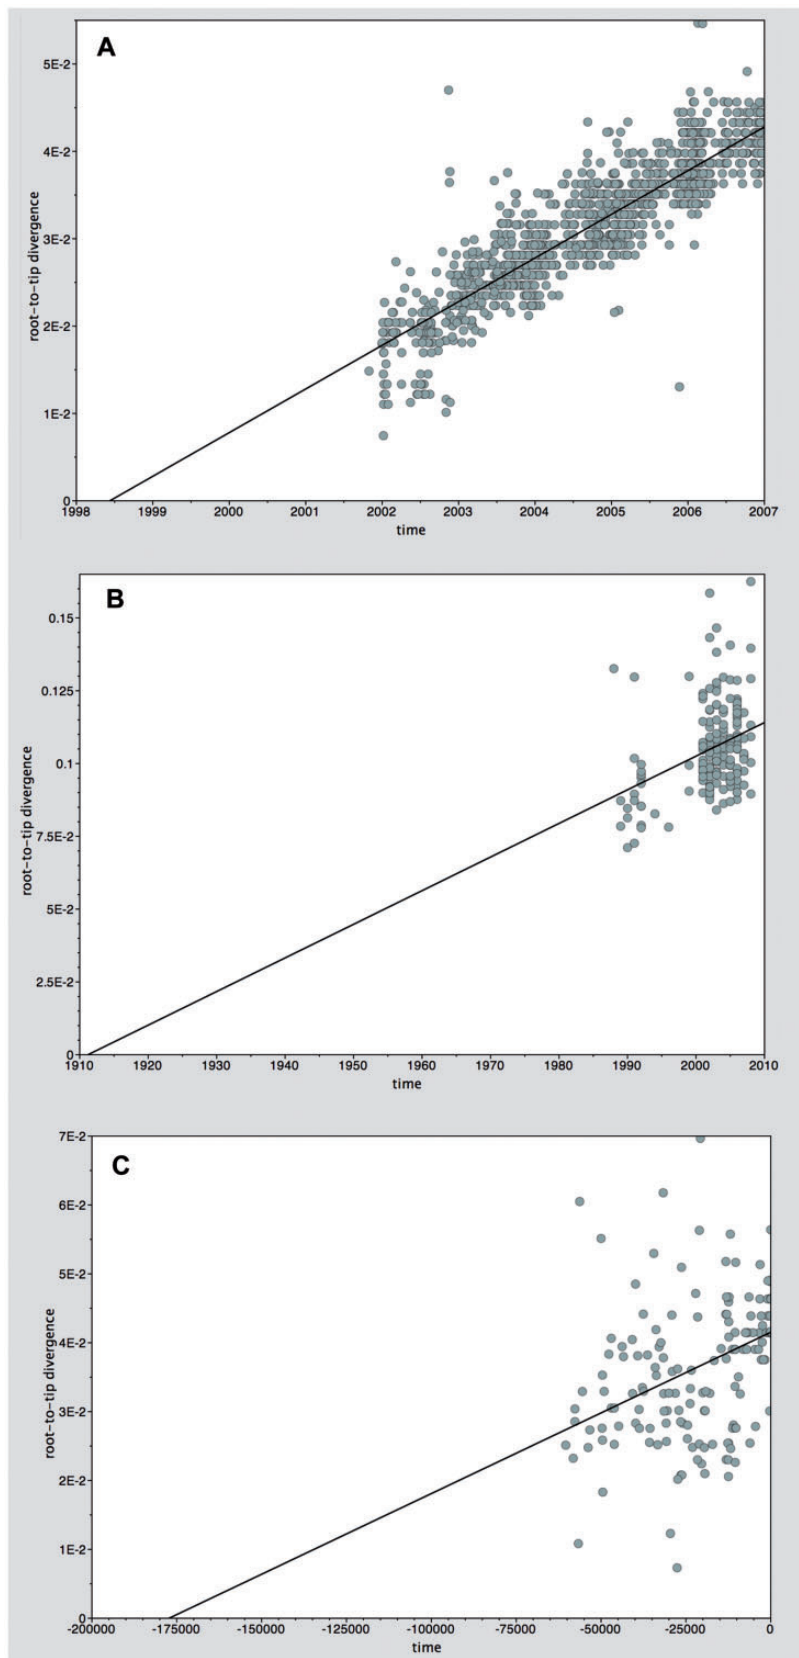 A
5E-2
4E-2
3E-2
2E-2
1E-2
0
root-to-tip divergence
1998 1999 2000 2001 2002 2003 2004 2005 2006 2007
time
B
0.15
0.125
0.1
7.5E-2
5E-2
2.5E-2
0
root-to-tip divergence
1910 1920 1930 1940 1950 1960 1970 1980 1990 2000 2010
time
C
7E-2
6E-2
5E-2
4E-2
3E-2
2E-2
1E-2
0
root-to-tip divergence
-200000 -175000 -150000 -125000 -100000 -75000 -50000 -25000 0
time